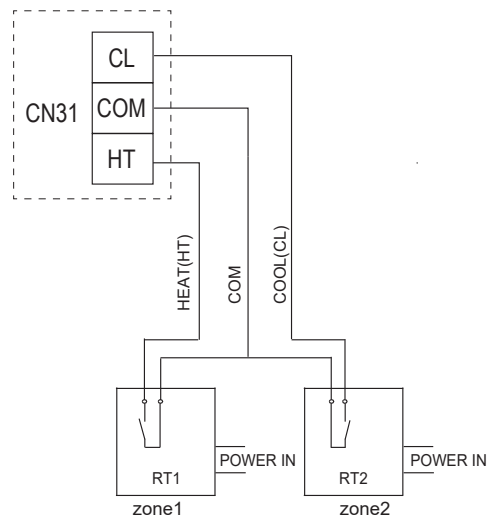 CL
CN31
COM
HT
HEAT(HT)
COM
COOL(CL)
RT1
POWER IN
RT2
POWER IN
zone1
zone2